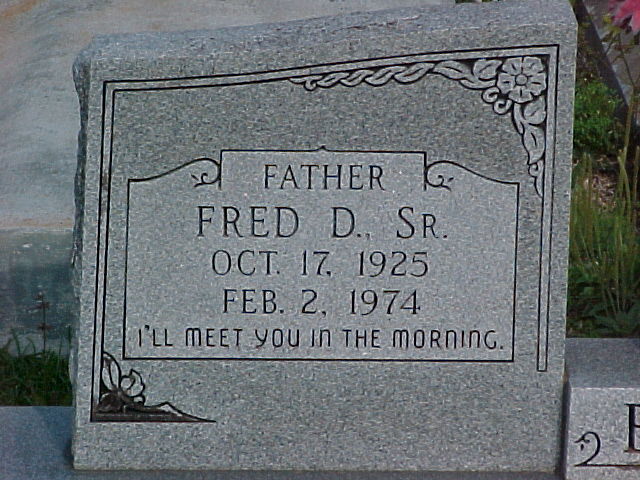 FATHER
FRED D., SR.
OCT. 17, 1925
FEB. 2, 1974
I'LL MEET YOU IN THE MORNING.